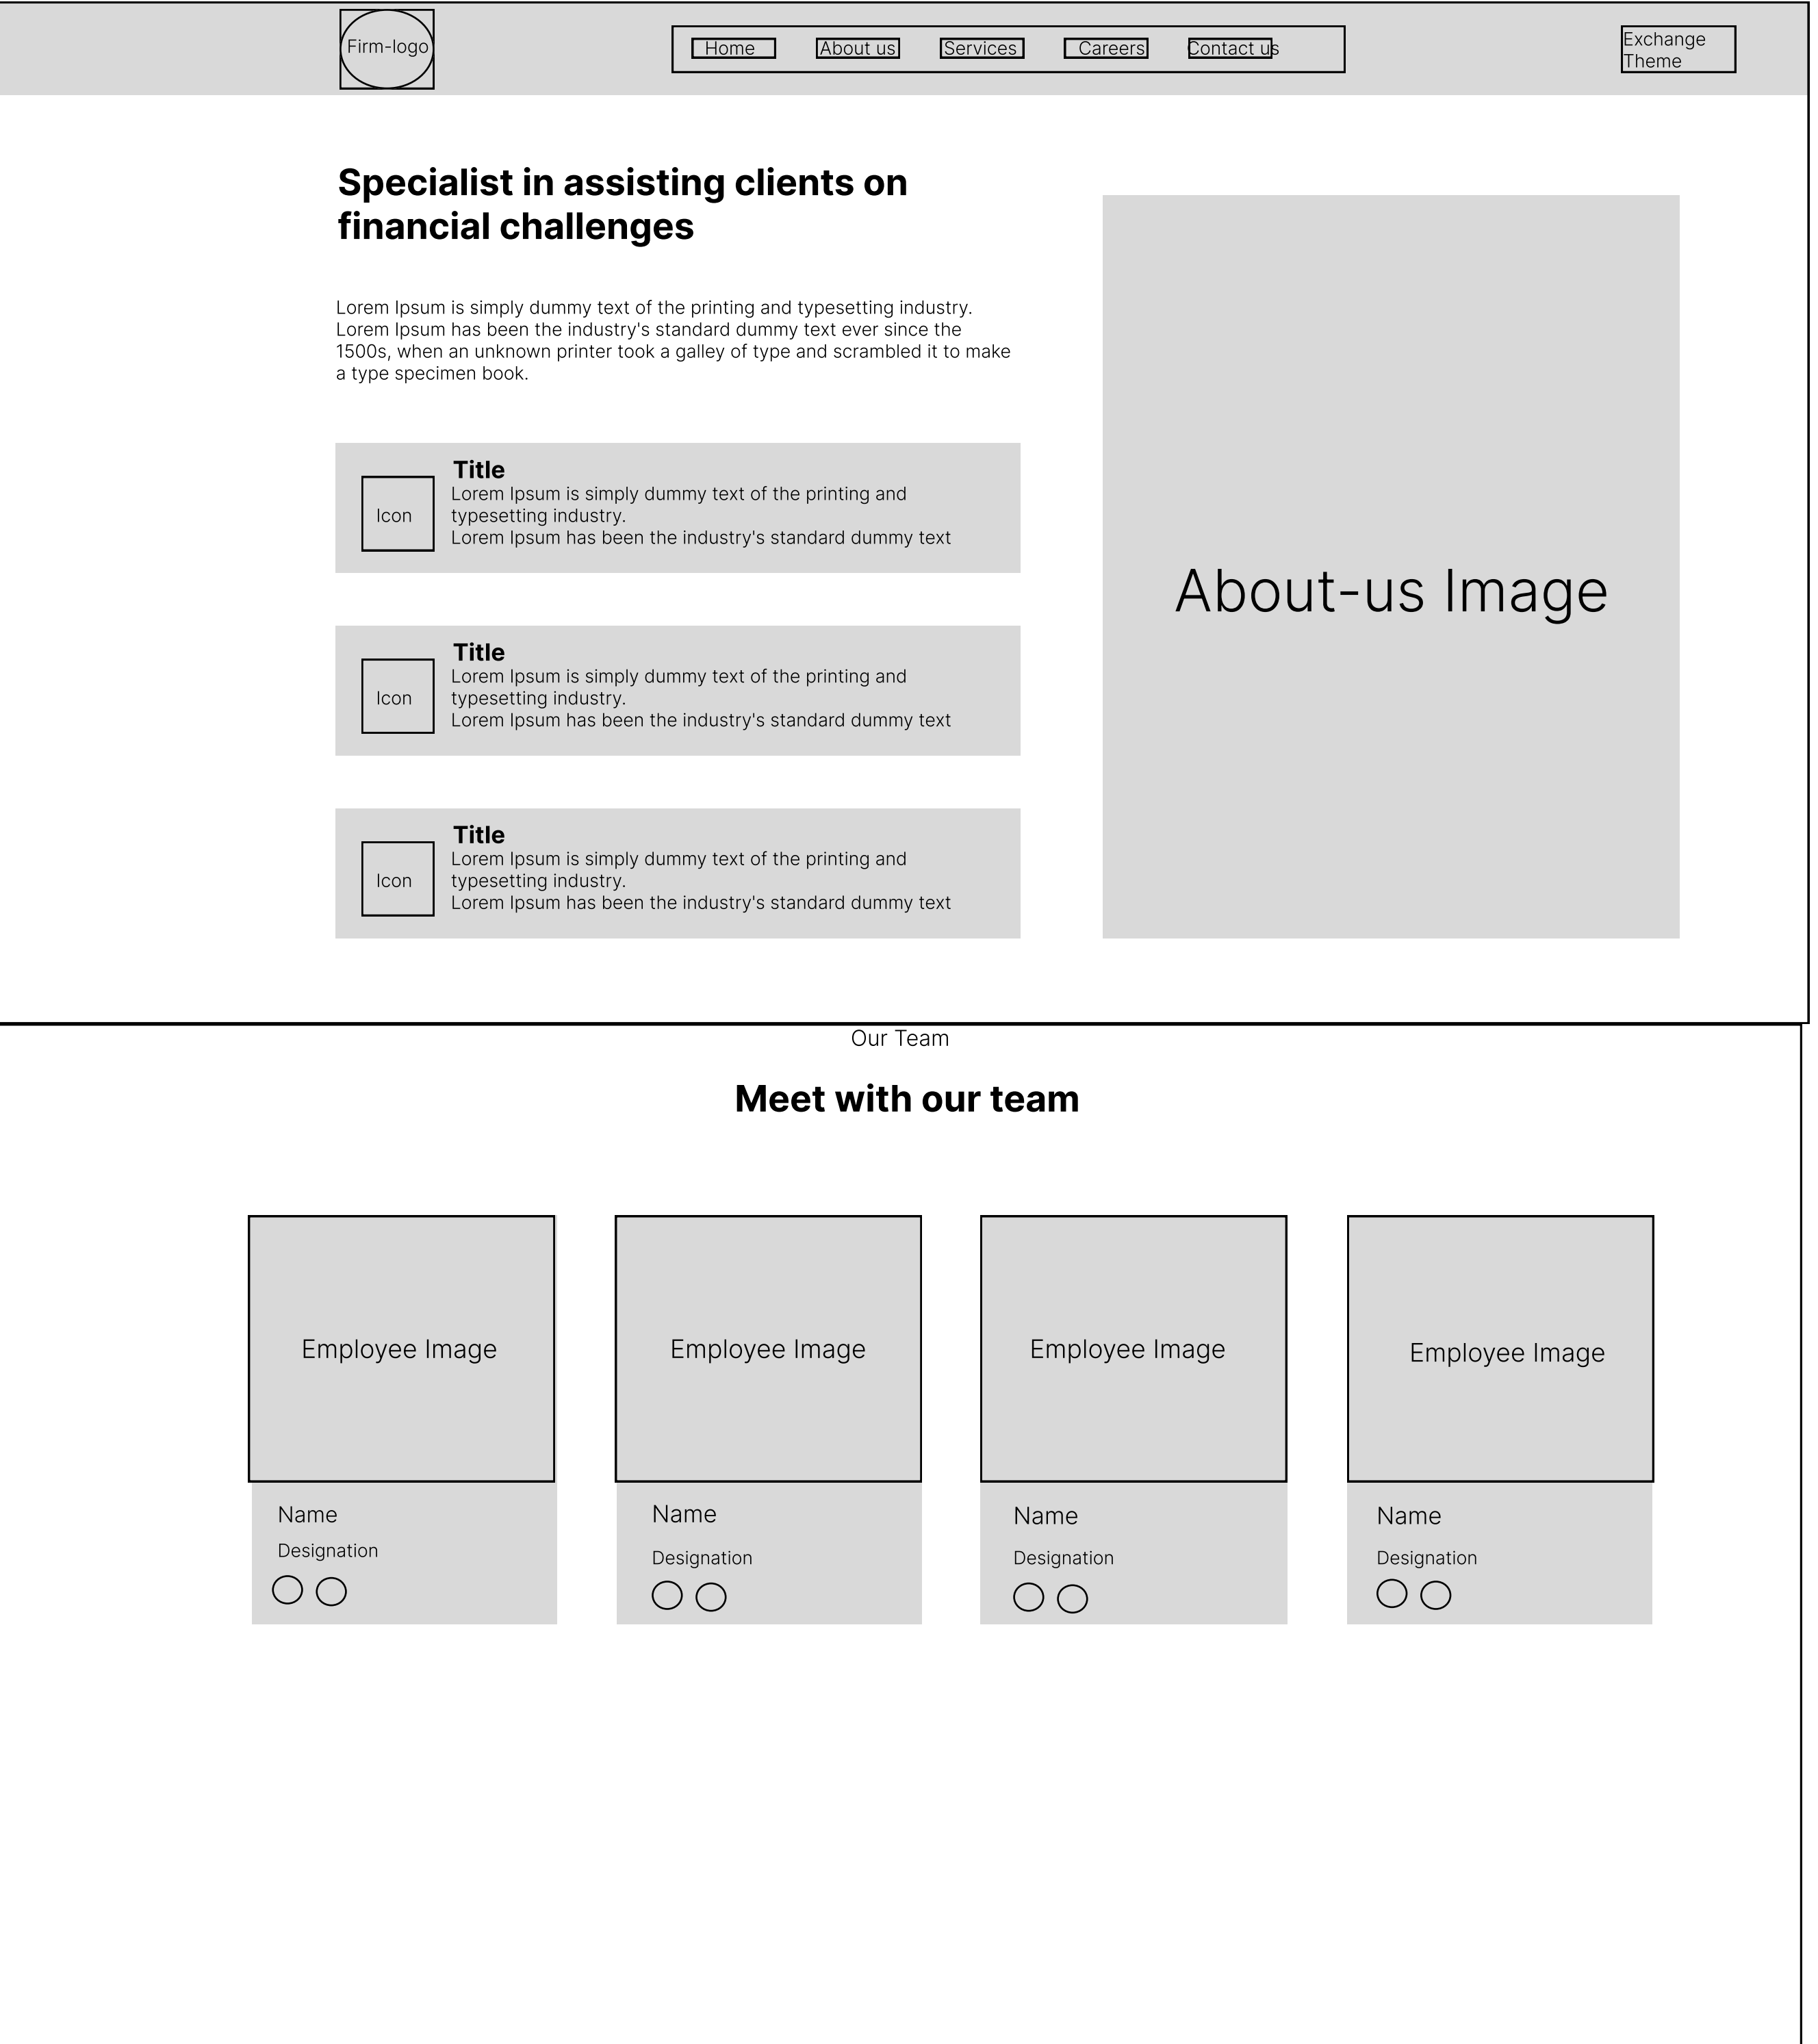 Firm-logo
Home
About us
Services
Careers
Contact us
Exchange
Theme
Specialist in assisting clients on
financial challenges
Lorem Ipsum is simply dummy text of the printing and typesetting industry.
Lorem Ipsum has been the industry's standard dummy text ever since the
1500s, when an unknown printer took a galley of type and scrambled it to make
a type specimen book.
Icon
Title
Lorem Ipsum is simply dummy text of the printing and
typesetting industry.
Lorem Ipsum has been the industry's standard dummy text
Icon
Title
Lorem Ipsum is simply dummy text of the printing and
typesetting industry.
Lorem Ipsum has been the industry's standard dummy text
Icon
Title
Lorem Ipsum is simply dummy text of the printing and
typesetting industry.
Lorem Ipsum has been the industry's standard dummy text
About-us Image
Our Team
Meet with our team
Employee Image
Name
Designation
Employee Image
Name
Designation
Employee Image
Name
Designation
Employee Image
Name
Designation